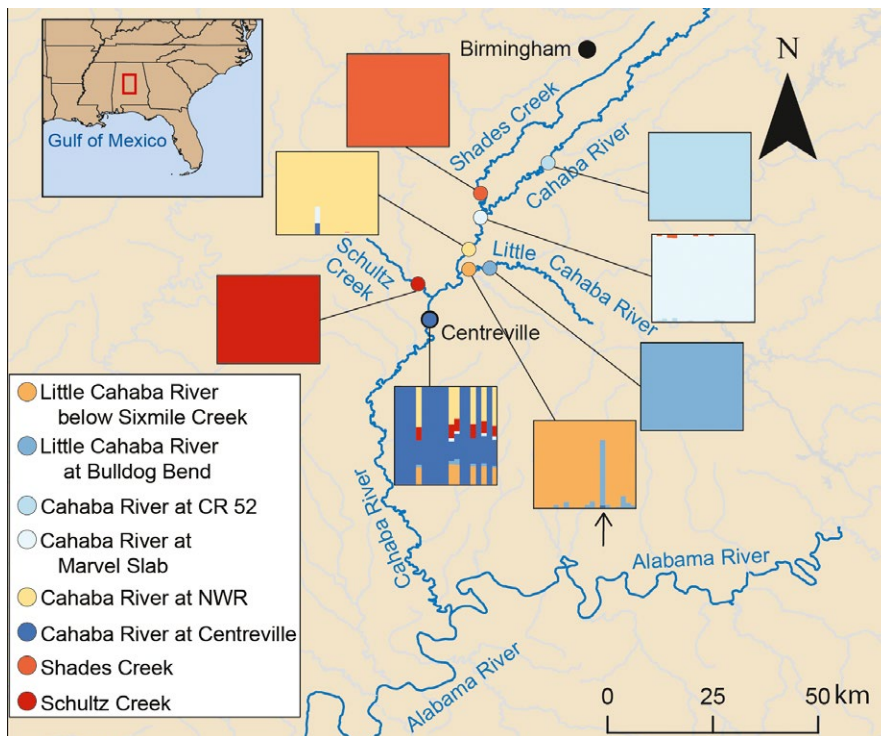 Birmingham
N
Gulf of Mexico
Shades Creek
Cahaba River
Schultz
Creek
Little Cahaba
River
Centreville
Little Cahaba River
below Sixmile Creek
Little Cahaba River
at Bulldog Bend
Cahaba River at CR 52
Cahaba River at
Marvel Slab
Cahaba River at NWR
Cahaba River at Centreville
Shades Creek
Schultz Creek
Cahaba River
Alabama River
Alabama River
0 25 50 km